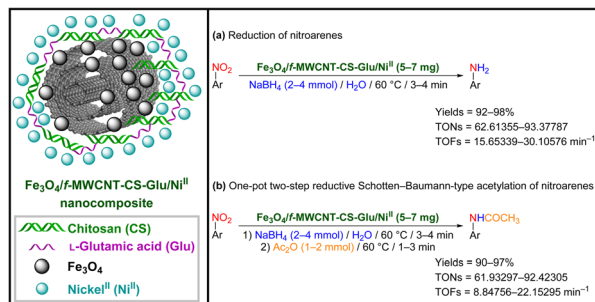 Fe3O4/f-MWCNT-CS-Glu/NiII
nanocomposite
Chitosan (CS)
L-Glutamic acid (Glu)
Fe3O4
NickelII (NiII)
(a) Reduction of nitroarenes
NO2
Ar
Fe3O4/f-MWCNT-CS-Glu/NiII (5–7 mg)
NaBH4 (2–4 mmol) / H2O / 60 °C / 3–4 min
NH2
Ar
Yields = 92–98%
TONs = 62.61355–93.37787
TOFs = 15.65339–30.10576 min−1
(b) One-pot two-step reductive Schotten–Baumann-type acetylation of nitroarenes
NO2
Ar
Fe3O4/f-MWCNT-CS-Glu/NiII (5–7 mg)
1) NaBH4 (2–4 mmol) / H2O / 60 °C / 3–4 min
2) Ac2O (1–2 mmol) / 60 °C / 1–3 min
NHCOCH3
Ar
Yields = 90–97%
TONs = 61.93297–92.42305
TOFs = 8.84756–22.15295 min−1